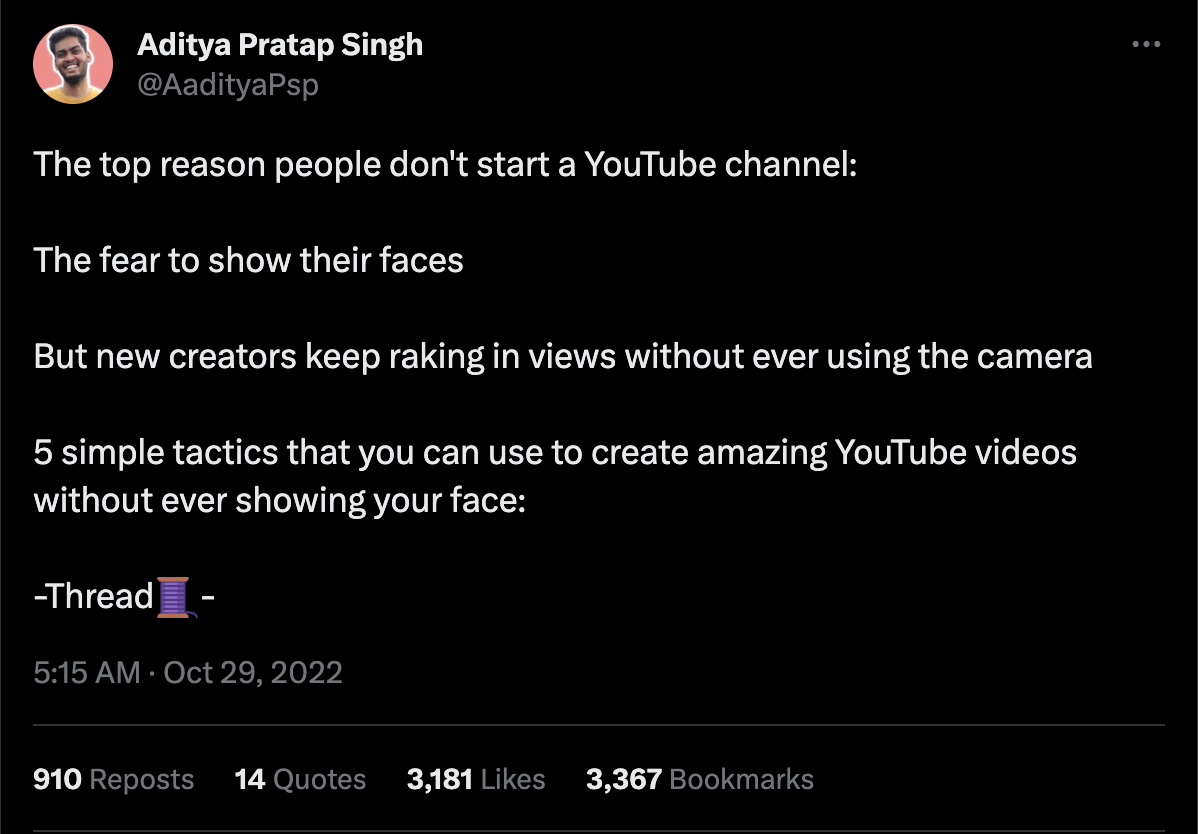 Aditya Pratap Singh
@AadityaPsp
The top reason people don't start a YouTube channel:
The fear to show their faces
But new creators keep raking in views without ever using the camera
5 simple tactics that you can use to create amazing YouTube videos
without ever showing your face:
-Thread🧵-
5:15 AM · Oct 29, 2022
910 Reposts 14 Quotes 3,181 Likes 3,367 Bookmarks